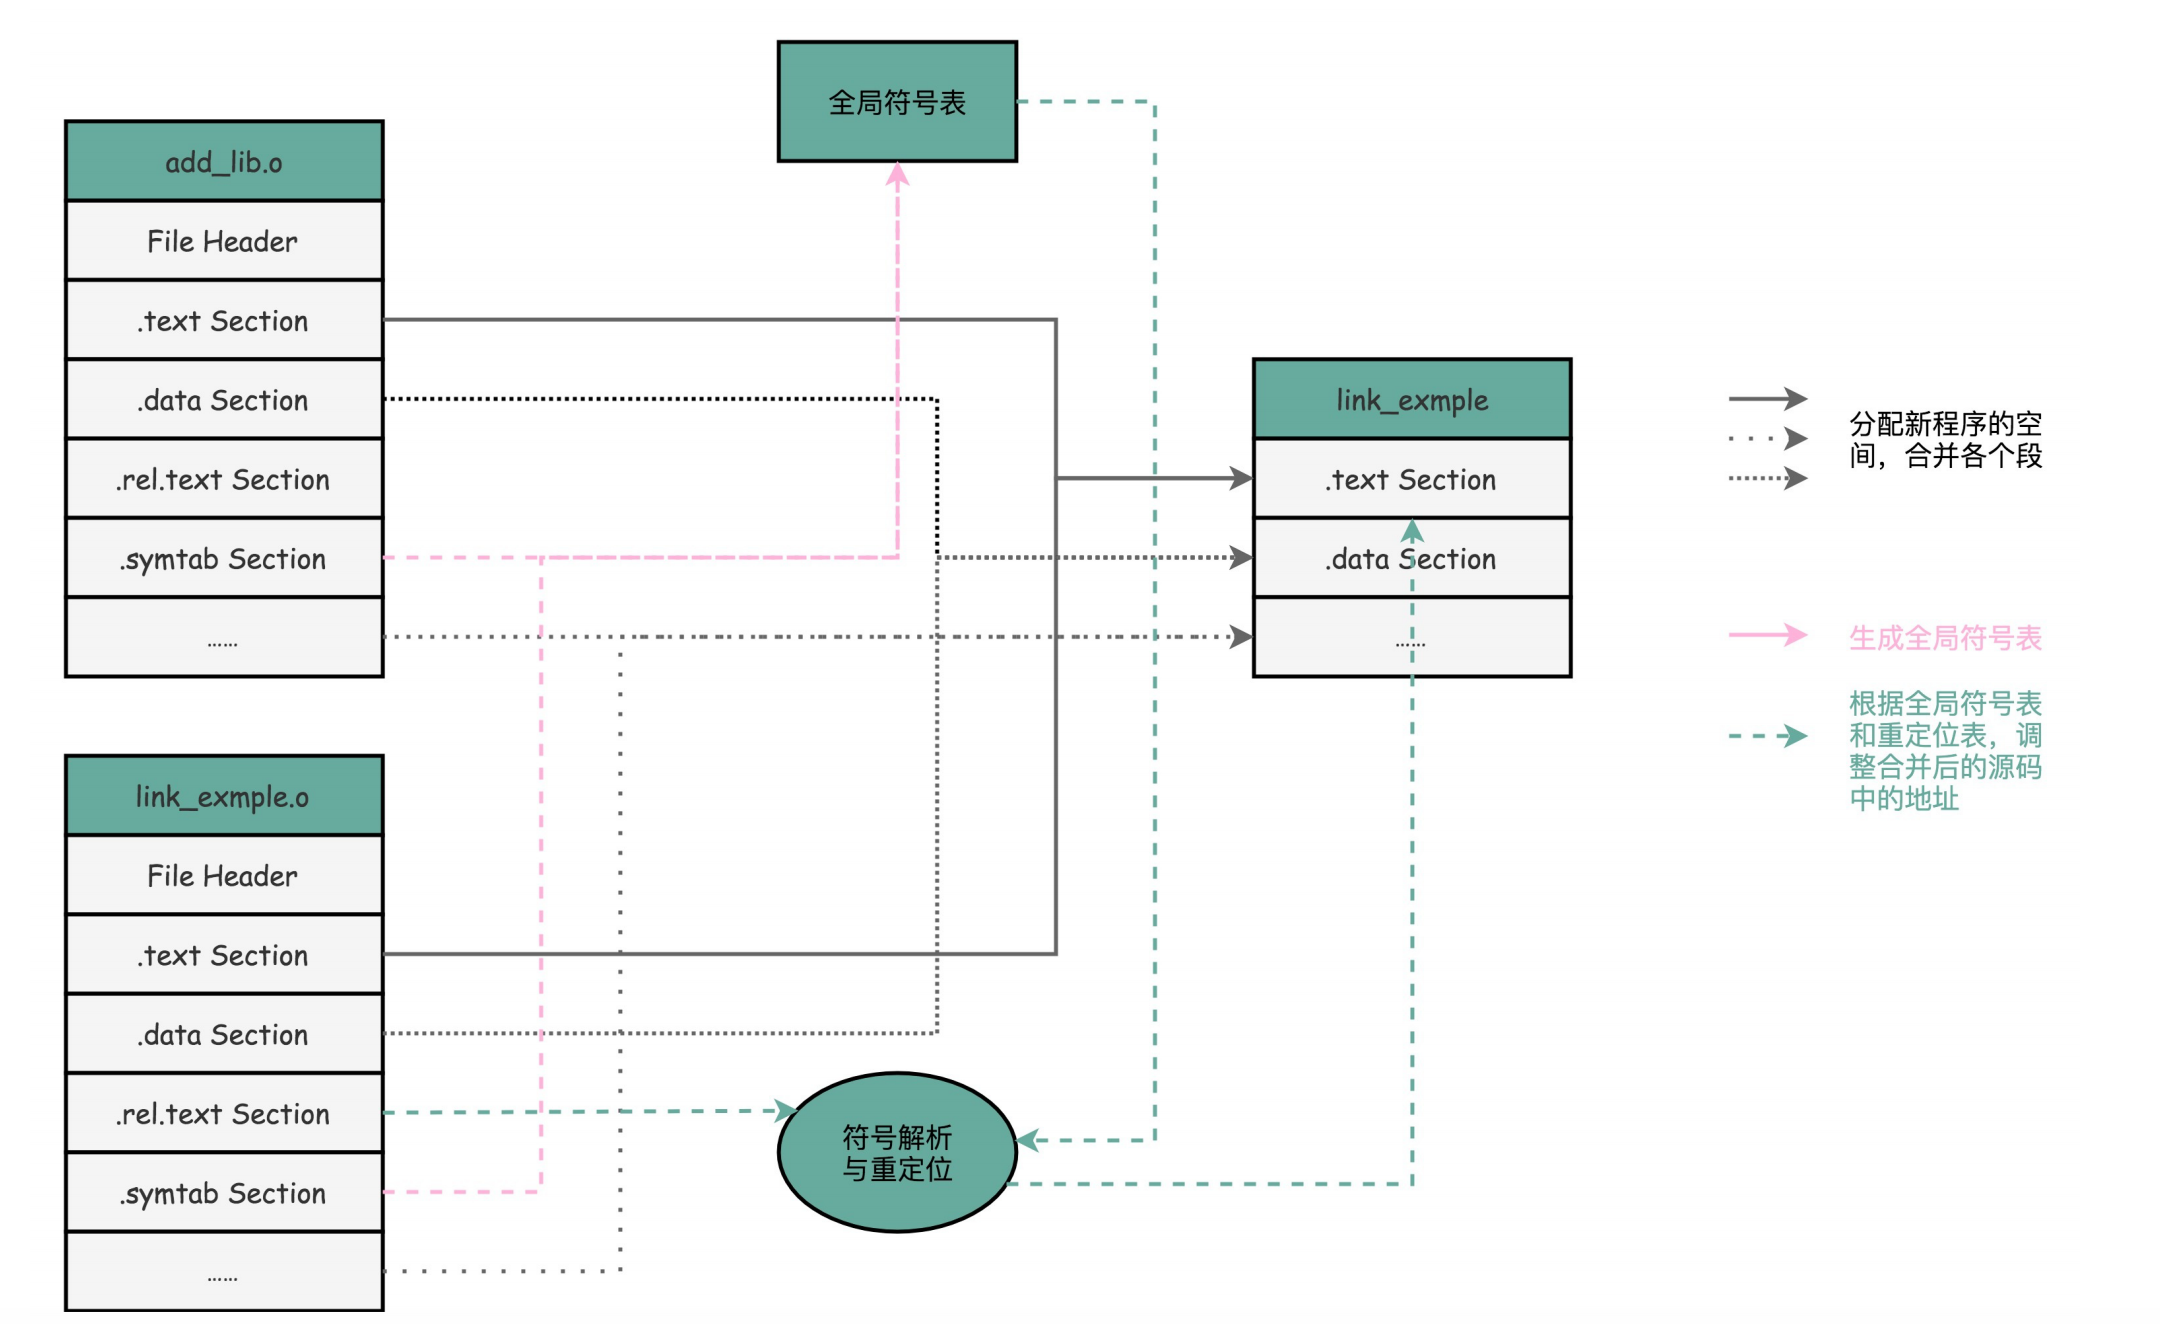 全局符号表
add_lib.o
File Header
.text Section
.data Section
.rel.text Section
.symtab Section
......
link_exmple.o
File Header
.text Section
.data Section
.rel.text Section
.symtab Section
......
符号解析
与重定位
link_exmple
.text Section
.data Section
......
分配新程序的空
间，合并各个段
生成全局符号表
根据全局符号表
和重定位表，调
整合并后的源码
中的地址